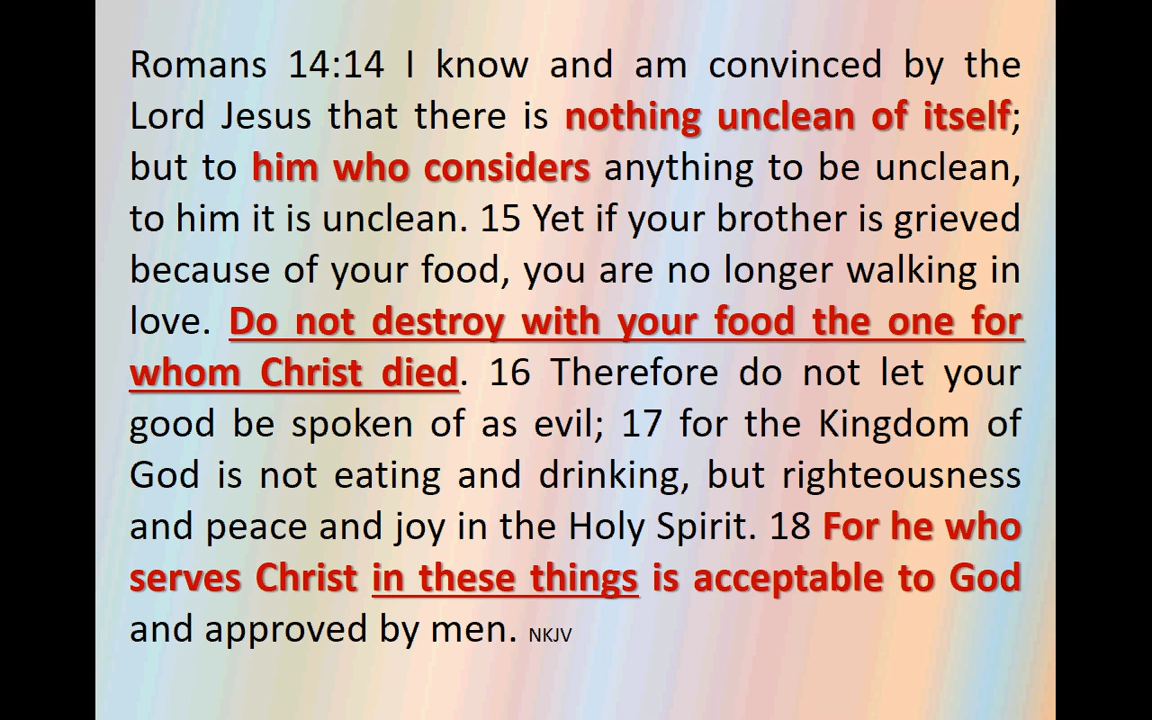 Romans 14:14 I know and am convinced by the
Lord Jesus that there is nothing unclean of itself;
but to him who considers anything to be unclean,
to him it is unclean. 15 Yet if your brother is grieved
because of your food, you are no longer walking in
love. Do not destroy with your food the one for
whom Christ died. 16 Therefore do not let your
good be spoken of as evil; 17 for the Kingdom of
God is not eating and drinking, but righteousness
and peace and joy in the Holy Spirit. 18 For he who
serves Christ in these things is acceptable to God
and approved by men. NKJV